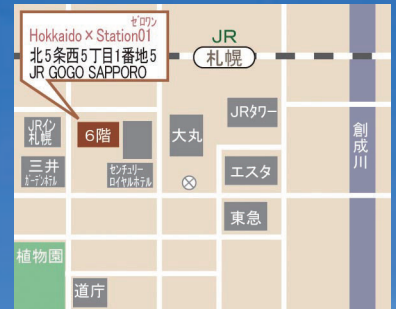 ゼロワン
Hokkaido×Station01
北5条西5丁目1番地5
JR GOGO SAPPORO
JR
札幌
JRイン
札幌
6階
大丸
JRタワー
創成川
三井
ガーデンホテル
センチュリー
ロイヤルホテル
エスタ
東急
植物園
道庁